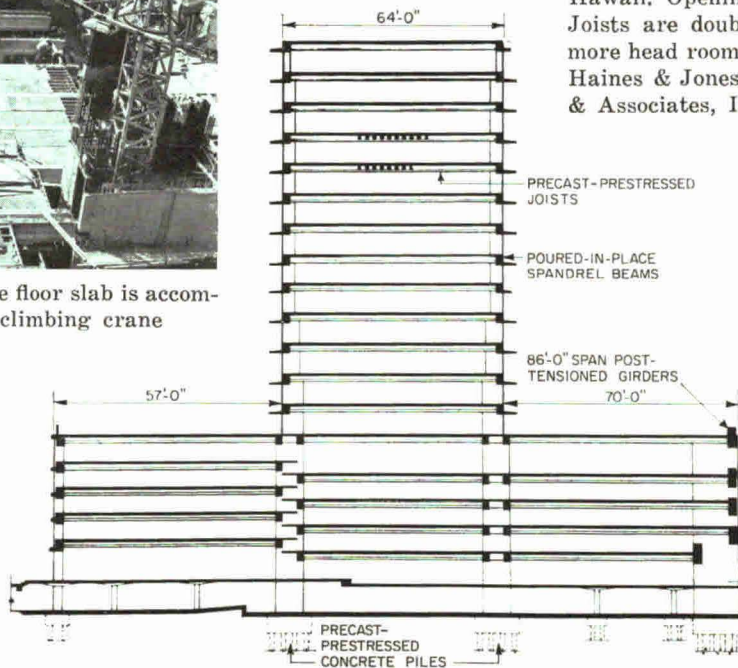 Hawaii. Openin
Joists are doub
more head room
Haines & Jones
& Associates, I
e floor slab is accom-
climbing crane
64'-0"
PRECAST-PRESTRESSED
JOISTS
POURED-IN-PLACE
SPANDREL BEAMS
86'-0" SPAN POST-
TENSIONED GIRDERS
57'-0"
70'-0"
PRECAST-
PRESTRESSED
CONCRETE PILES